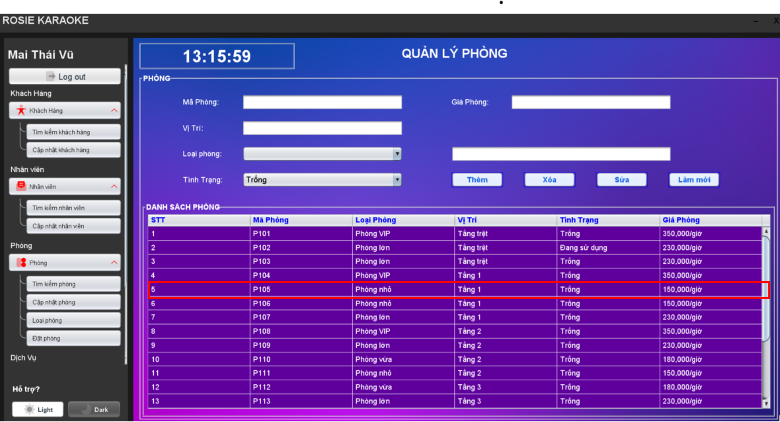 ROSIE KARAOKE
Mai Thái Vũ
Log out
Khách Hàng
Khách Hàng
Tìm kiếm khách hàng
Cập nhật khách hàng
Nhân viên
Nhân viên
Tìm kiếm nhân viên
Cập nhật nhân viên
Phòng
Phòng
Tìm kiếm phòng
Cập nhật phòng
Loại phòng
Đặt phòng
Dịch Vụ
Hỗ trợ?
Light Dark
13:15:59 QUẢN LÝ PHÒNG
PHÒNG
Mã Phòng: Giá Phòng:
Vị Trí:
Loại phòng:
Tình Trạng: Trống Thêm Xóa Sửa Làm mới
DANH SÁCH PHÒNG
STT Mã Phòng Loại Phòng Vị Trí Tình Trạng Giá Phòng
1 P101 Phòng VIP Tầng trệt Trống 350,000/giờ
2 P102 Phòng lớn Tầng trệt Đang sử dụng 230,000/giờ
3 P103 Phòng lớn Tầng trệt Trống 230,000/giờ
4 P104 Phòng VIP Tầng 1 Trống 350,000/giờ
5 P105 Phòng nhỏ Tầng 1 Trống 150,000/giờ
6 P106 Phòng nhỏ Tầng 1 Trống 150,000/giờ
7 P107 Phòng lớn Tầng 1 Trống 230,000/giờ
8 P108 Phòng VIP Tầng 2 Trống 350,000/giờ
9 P109 Phòng lớn Tầng 2 Trống 230,000/giờ
10 P110 Phòng vừa Tầng 2 Trống 180,000/giờ
11 P111 Phòng nhỏ Tầng 2 Trống 150,000/giờ
12 P112 Phòng vừa Tầng 3 Trống 180,000/giờ
13 P113 Phòng lớn Tầng 3 Trống 230,000/giờ